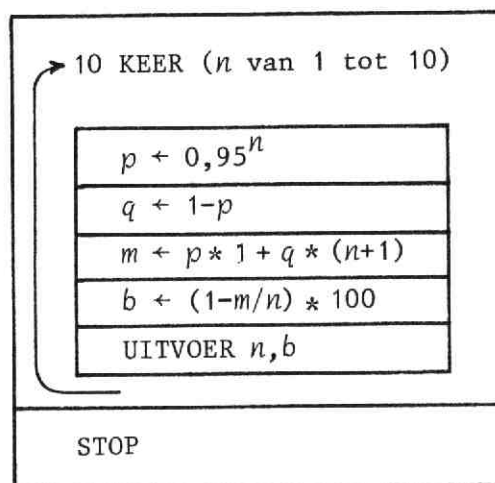 10 KEER (n van 1 tot 10)
p ← 0,95ⁿ
q ← 1-p
m ← p * 1 + q * (n+1)
b ← (1-m/n) * 100
UITVOER n,b
STOP